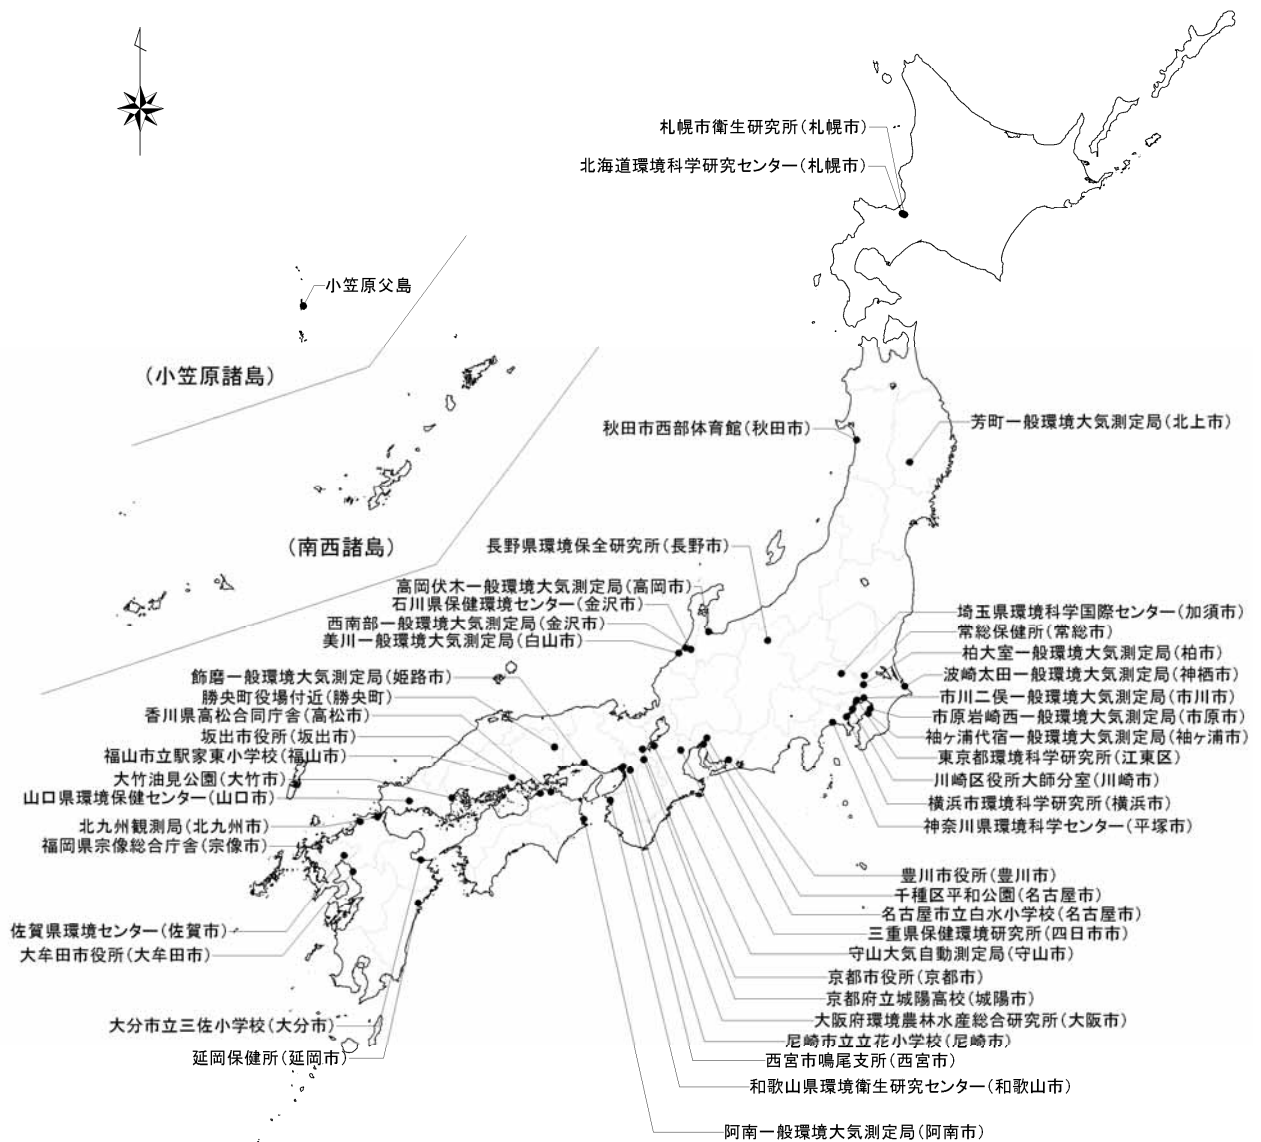 札幌市衛生研究所(札幌市)
北海道環境科学研究センター(札幌市)
小笠原父島
(小笠原諸島)
秋田市西部体育館(秋田市)
芳町一般環境大気測定局(北上市)
(南西諸島)
長野県環境保全研究所(長野市)
高岡伏木一般環境大気測定局(高岡市)
石川県保健環境センター(金沢市)
西南部一般環境大気測定局(金沢市)
美川一般環境大気測定局(白山市)
飾磨一般環境大気測定局(姫路市)
勝央町役場付近(勝央町)
香川県高松合同庁舎(高松市)
坂出市役所(坂出市)
福山市立駅家東小学校(福山市)
大竹油見公園(大竹市)
山口県環境保健センター(山口市)
北九州観測局(北九州市)
福岡県宗像総合庁舎(宗像市)
埼玉県環境科学国際センター(加須市)
常総保健所(常総市)
柏大室一般環境大気測定局(柏市)
波崎太田一般環境大気測定局(神栖市)
市川二俣一般環境大気測定局(市川市)
市原岩崎西一般環境大気測定局(市原市)
袖ヶ浦代宿一般環境大気測定局(袖ヶ浦市)
東京都環境科学研究所(江東区)
川崎区役所大師分室(川崎市)
横浜市環境科学研究所(横浜市)
神奈川県環境科学センター(平塚市)
豊川市役所(豊川市)
千種区平和公園(名古屋市)
名古屋市立白水小学校(名古屋市)
三重県保健環境研究所(四日市市)
守山大気自動測定局(守山市)
京都市役所(京都市)
京都府立城陽高校(城陽市)
大阪府環境農林水産総合研究所(大阪市)
尼崎市立立花小学校(尼崎市)
西宮市鳴尾支所(西宮市)
和歌山県環境衛生研究センター(和歌山市)
阿南一般環境大気測定局(阿南市)
佐賀県環境センター(佐賀市)
大牟田市役所(大牟田市)
大分市立三佐小学校(大分市)
延岡保健所(延岡市)